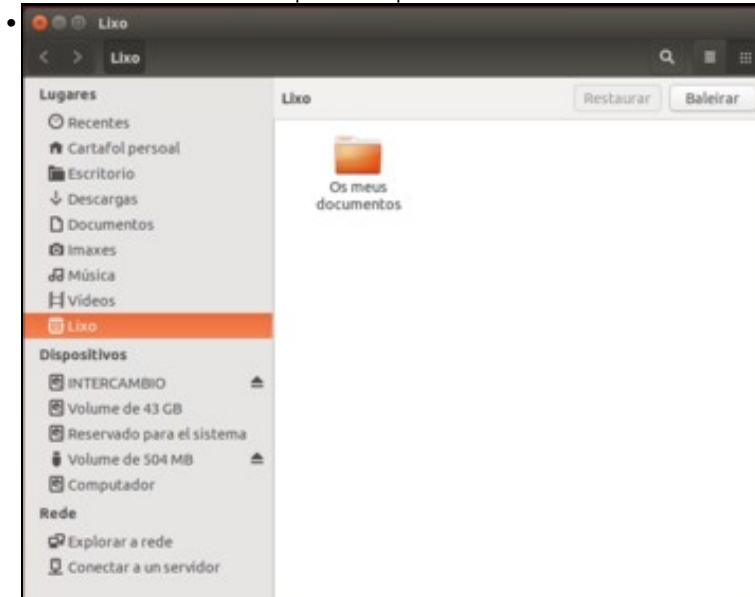 Lixo
Lixo
Lugares
Recentes
Cartafol persoal
Escritorio
Descargas
Documentos
Imaxes
Música
Vídeos
Lixo
Dispositivos
INTERCAMBIO
Volume de 43 GB
Reservado para el sistema
Volume de 504 MB
Computador
Rede
Explorar a rede
Conectar a un servidor
Lixo Restaurar Baleirar
Os meus
documentos